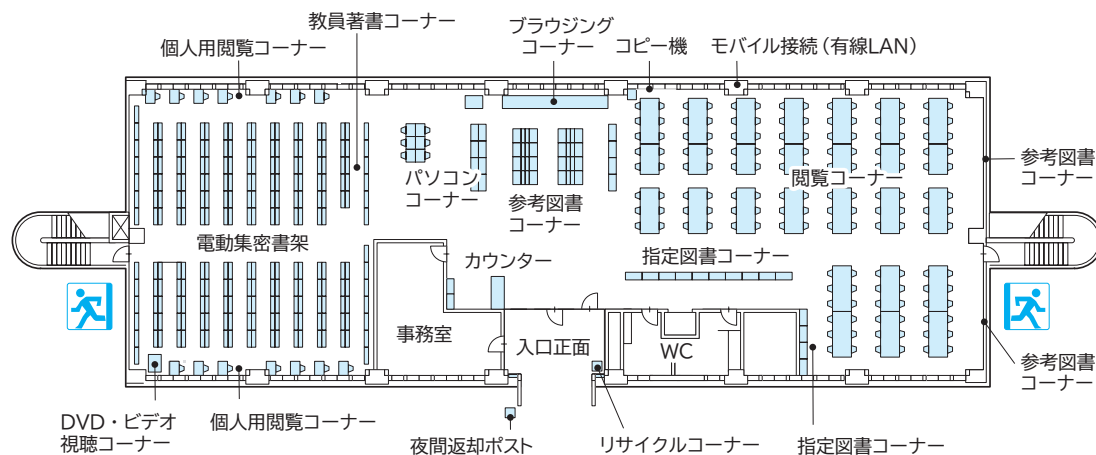 教員著書コーナー
個人用閲覧コーナー
ブラウジング
コーナー
コピー機
モバイル接続（有線LAN）
パソコン
コーナー
参考図書
コーナー
閲覧コーナー
参考図書
コーナー
電動集密書架
カウンター
指定図書コーナー
事務室
入口正面
WC
参考図書
コーナー
DVD・ビデオ
視聴コーナー
個人用閲覧コーナー
夜間返却ポスト
リサイクルコーナー
指定図書コーナー